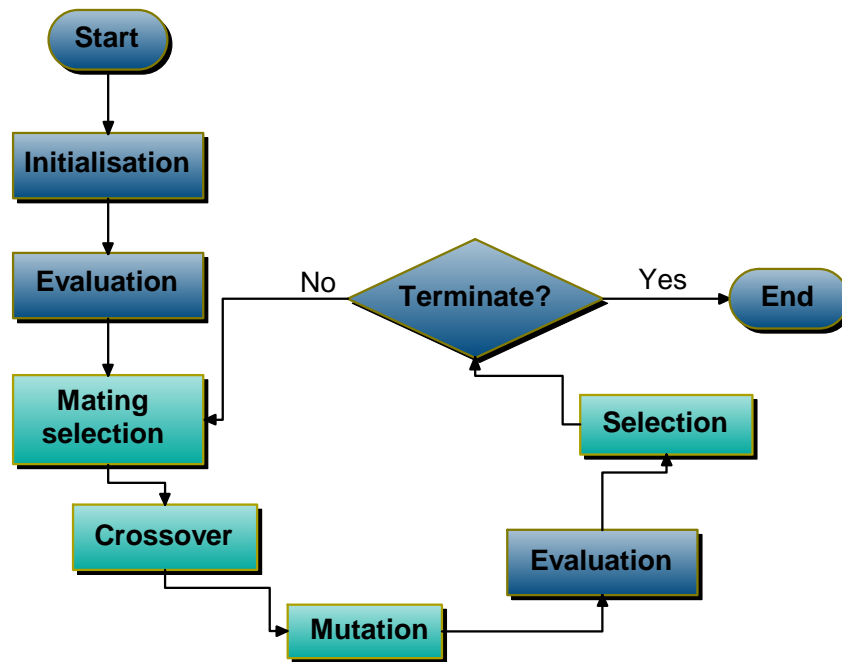 Start
Initialisation
Evaluation
No
Terminate?
Yes
End
Mating
selection
Selection
Crossover
Evaluation
Mutation